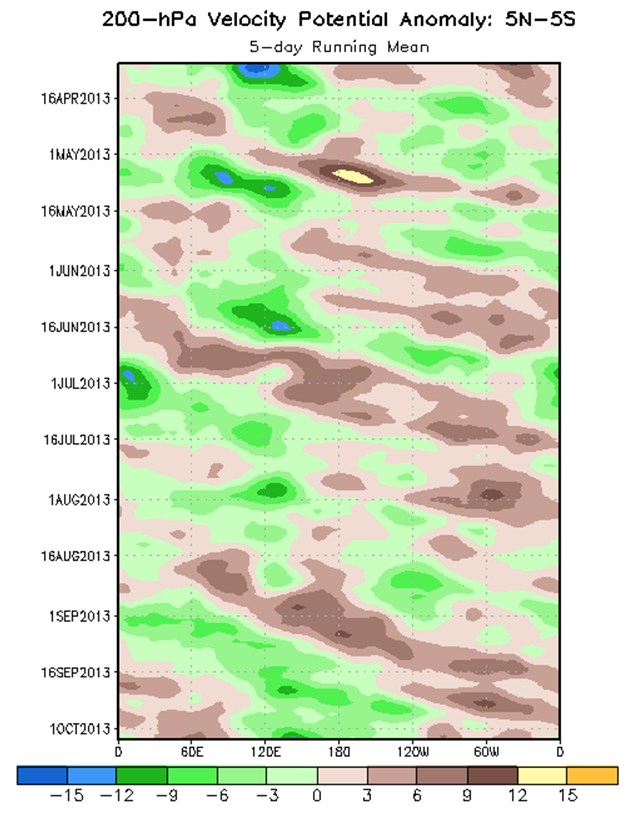 200-hPa Velocity Potential Anomaly: 5N-5S
5-day Running Mean
16APR2013
1MAY2013
16MAY2013
1JUN2013
16JUN2013
1JUL2013
16JUL2013
1AUG2013
16AUG2013
1SEP2013
16SEP2013
10CT2013
0 60E 120E 180 120W 60W 0
-15 -12 -9 -6 -3 0 3 6 9 12 15